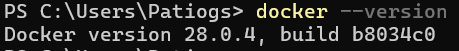 PS C:\Users\Patiogs> docker --version
Docker version 28.0.4, build b8034c0